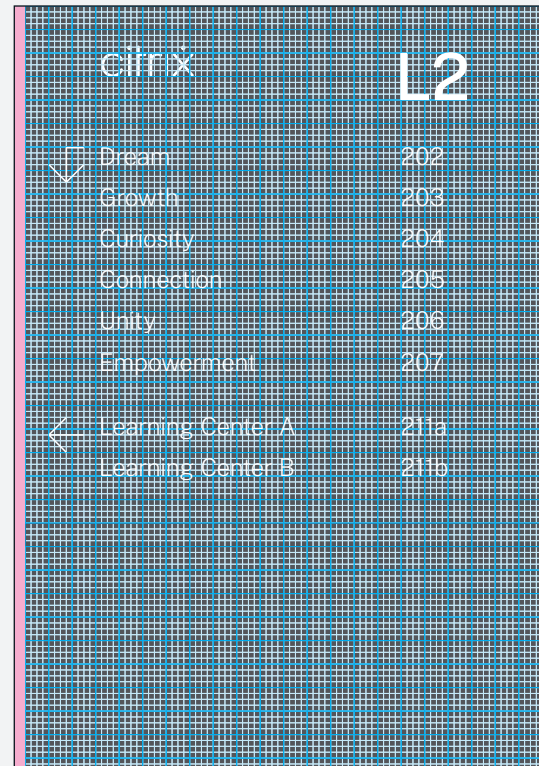 citrix L2
Dream 202
Growth 203
Curiosity 204
Connection 205
Unity 206
Empowerment 207
Learning Center A 211a
Learning Center B 211b